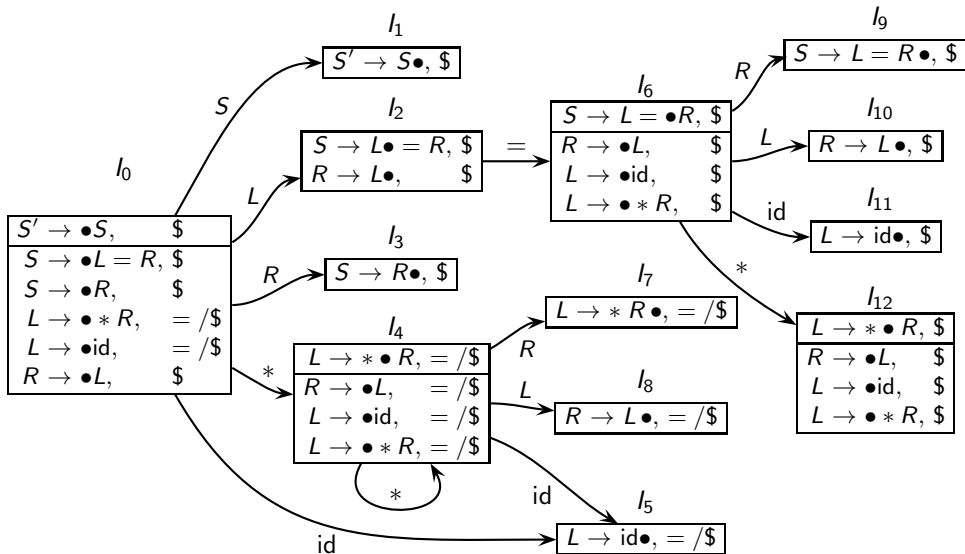 I0
S' → •S, $
S → •L = R, $
S → •R, $
L → • * R, = /$
L → •id, = /$
R → •L, $
S
L
R
*
id
I1
S' → S•, $
I2
S → L• = R, $
R → L•, $
=
I3
S → R•, $
I4
L → * • R, = /$
R → •L, = /$
L → •id, = /$
L → • * R, = /$
*
R
L
id
I5
L → id•, = /$
I6
S → L = •R, $
R → •L, $
L → •id, $
L → • * R, $
R
L
id
*
I7
L → * R •, = /$
I8
R → L •, = /$
I9
S → L = R •, $
I10
R → L •, $
I11
L → id•, $
I12
L → * • R, $
R → •L, $
L → •id, $
L → • * R, $